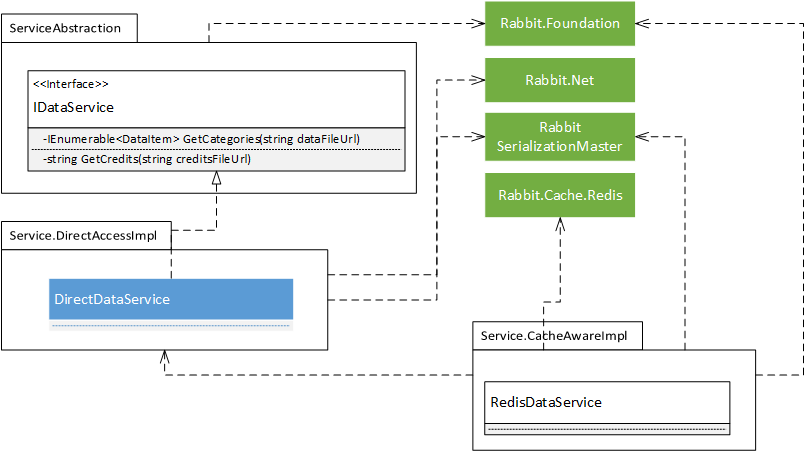 ServiceAbstraction
<<Interface>>
IDataService
-IEnumerable<DataItem> GetCategories(string dataFileUrl)
-string GetCredits(string creditsFileUrl)
Rabbit.Foundation
Rabbit.Net
Rabbit
SerializationMaster
Rabbit.Cache.Redis
Service.DirectAccessImpl
DirectDataService
Service.CacheAwareImpl
RedisDataService